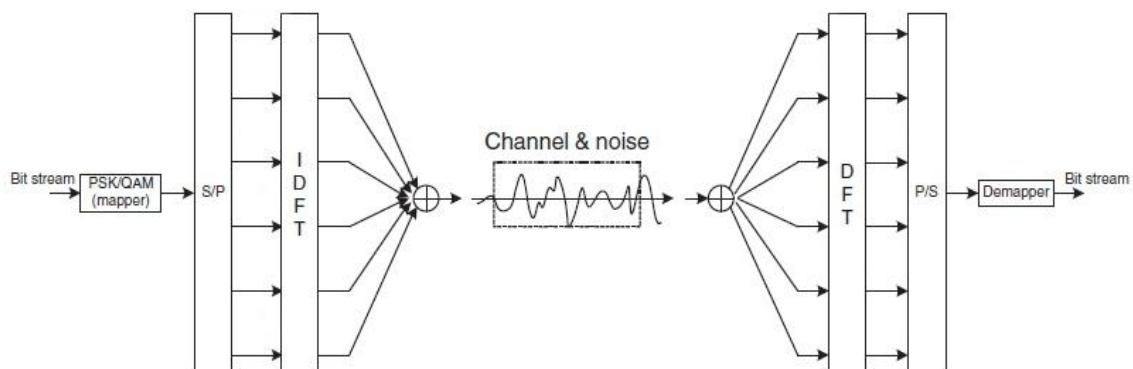 Bit stream
PSK/QAM
(mapper)
S/P
I
D
F
T
Channel & noise
D
F
T
P/S
Demapper
Bit stream